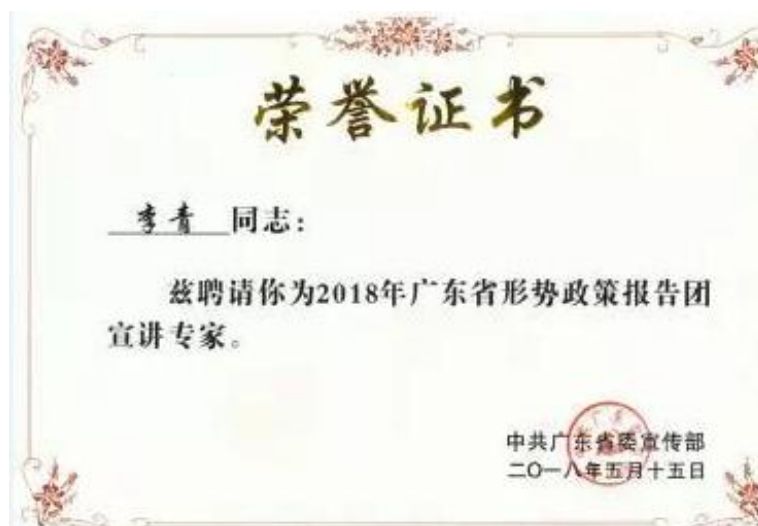 荣誉证书
李青 同志：
兹聘请你为2018年广东省形势政策报告团
宣讲专家。
中共广东省委宣传部
二〇一八年五月十五日